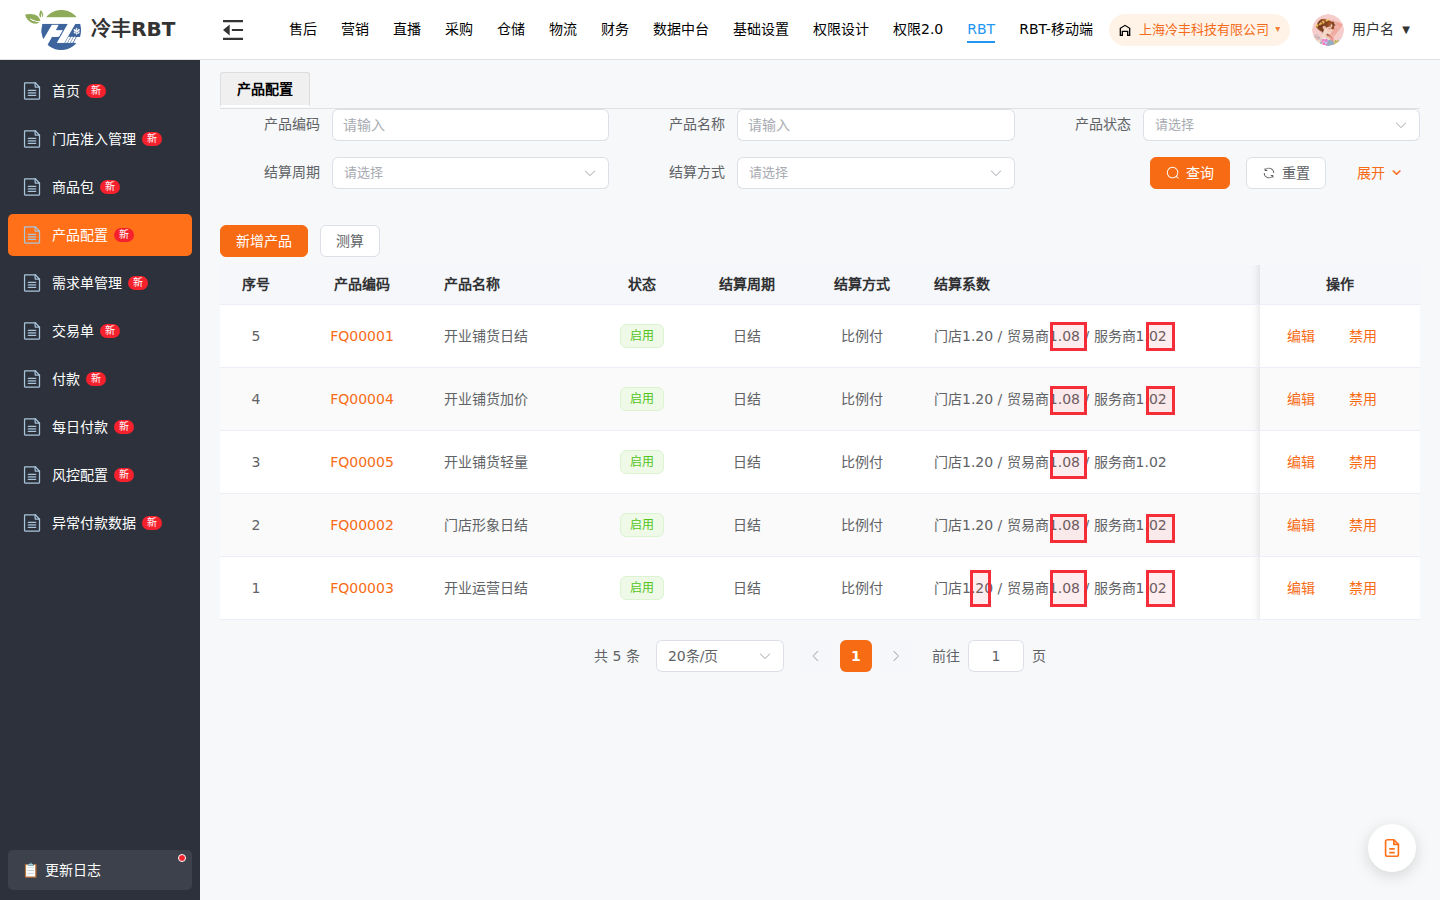 冷丰RBT
售后 营销 直播 采购 仓储 物流 财务 数据中台 基础设置 权限设计 权限2.0 RBT RBT-移动端 上海冷丰科技有限公司 ▾ 用户名 ▼
首页 新
门店准入管理 新
商品包 新
产品配置 新
需求单管理 新
交易单 新
付款 新
每日付款 新
风控配置 新
异常付款数据 新
更新日志
产品配置
产品编码 请输入 产品名称 请输入 产品状态 请选择
结算周期 请选择 结算方式 请选择 查询 重置 展开
新增产品 测算
序号 产品编码 产品名称 状态 结算周期 结算方式 结算系数 操作
5 FQ00001 开业铺货日结 启用 日结 比例付 门店1.20 / 贸易商1.08 / 服务商1.02 编辑 禁用
4 FQ00004 开业铺货加价 启用 日结 比例付 门店1.20 / 贸易商1.08 / 服务商1.02 编辑 禁用
3 FQ00005 开业铺货轻量 启用 日结 比例付 门店1.20 / 贸易商1.08 / 服务商1.02 编辑 禁用
2 FQ00002 门店形象日结 启用 日结 比例付 门店1.20 / 贸易商1.08 / 服务商1.02 编辑 禁用
1 FQ00003 开业运营日结 启用 日结 比例付 门店1.20 / 贸易商1.08 / 服务商1.02 编辑 禁用
共 5 条 20条/页 1 前往 1 页